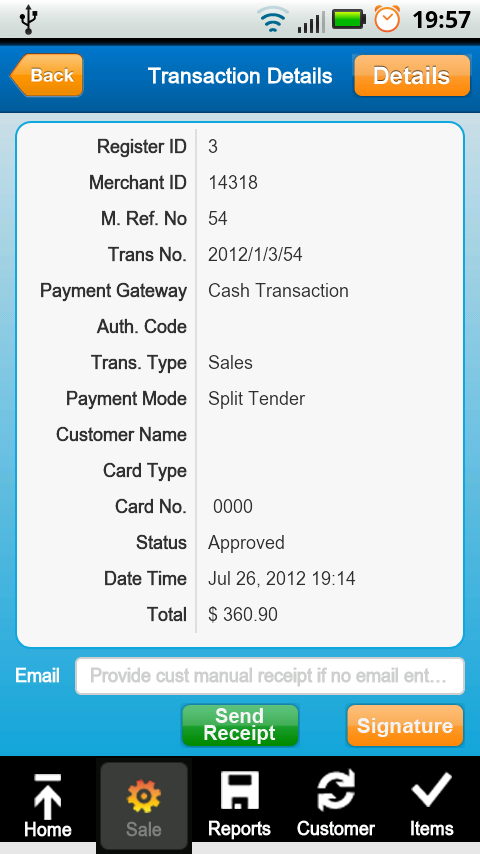 19:57
Back
Transaction Details
Details
Register ID 3
Merchant ID 14318
M. Ref. No 54
Trans No. 2012/1/3/54
Payment Gateway Cash Transaction
Auth. Code
Trans. Type Sales
Payment Mode Split Tender
Customer Name
Card Type
Card No. 0000
Status Approved
Date Time Jul 26, 2012 19:14
Total $ 360.90
Email Provide cust manual receipt if no email ent...
Send
Receipt
Signature
Home
Sale
Reports
Customer
Items